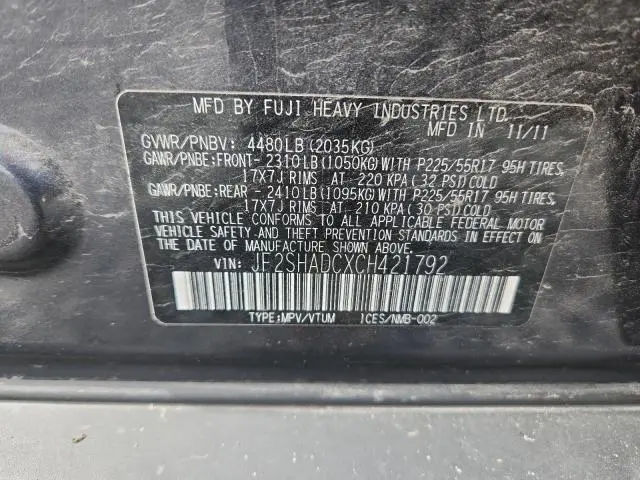 MFD BY FUJI HEAVY INDUSTRIES LTD.
MFD IN 11/11
GVWR/PNBV: 4480LB(2035KG)
GAWR/PNBE:FRONT- 2310LB(1050KG)WITH P225/55R17 95H TIRES,
17X7J RIMS AT 220 KPA(32 PSI)COLD
GAWR/PNBE:REAR - 2410LB(1095KG)WITH P225/55R17 95H TIRES,
17X7J RIMS AT 210 KPA(30 PSI)COLD
THIS VEHICLE CONFORMS TO ALL APPLICABLE FEDERAL MOTOR
VEHICLE SAFETY AND THEFT PREVENTION STANDARDS IN EFFECT
ON THE DATE OF MANUFACTURE SHOWN ABOVE.
VIN: JF2SHADCXCH421792
TYPE:MPV/VTUM ICES/NMB-002